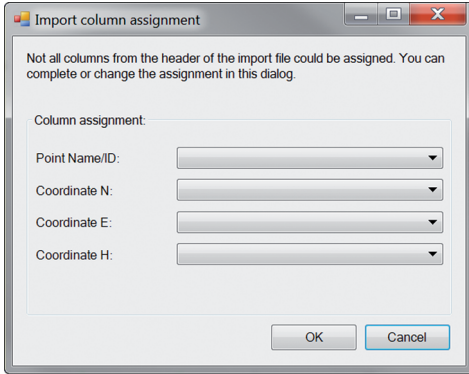 Import column assignment
Not all columns from the header of the import file could be assigned. You can
complete or change the assignment in this dialog.
Column assignment:
Point Name/ID:
Coordinate N:
Coordinate E:
Coordinate H:
OK
Cancel